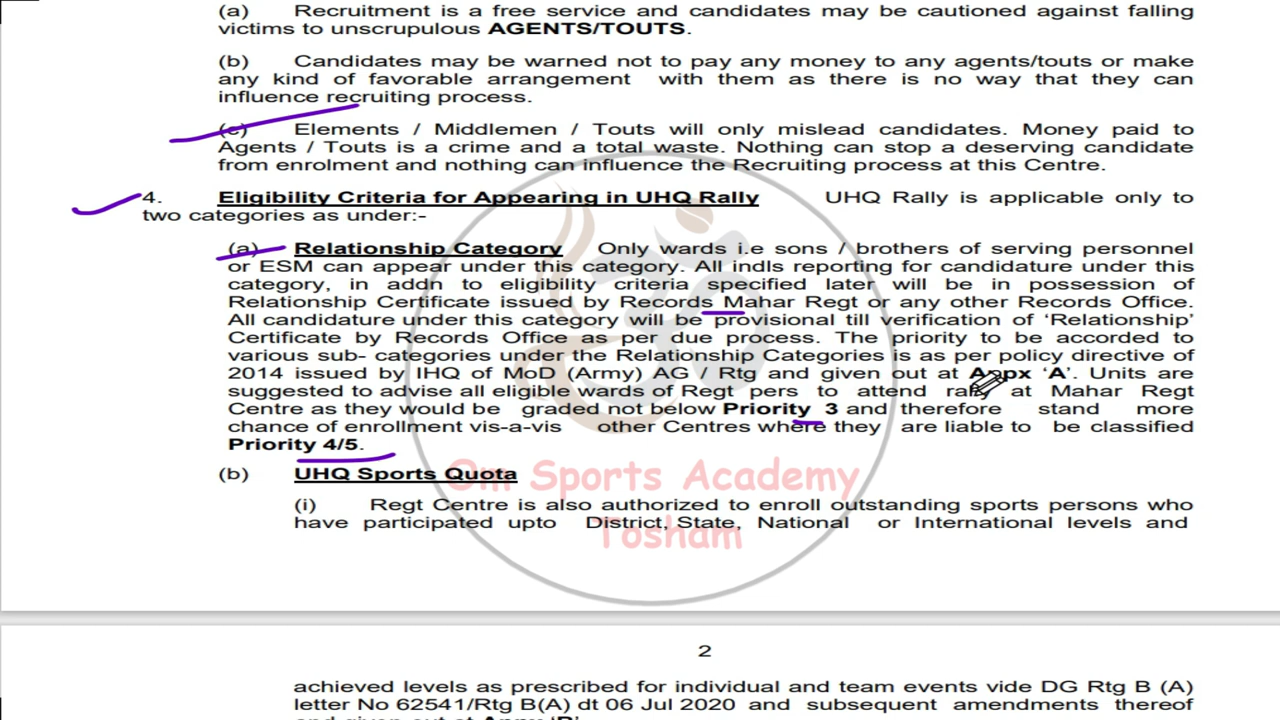 (a) Recruitment is a free service and candidates may be cautioned against falling
victims to unscrupulous AGENTS/TOUTS.
(b) Candidates may be warned not to pay any money to any agents/touts or make
any kind of favorable arrangement with them as there is no way that they can
influence recruiting process.
(c) Elements / Middlemen / Touts will only mislead candidates. Money paid to
Agents / Touts is a crime and a total waste. Nothing can stop a deserving candidate
from enrolment and nothing can influence the Recruiting process at this Centre.
4. Eligibility Criteria for Appearing in UHQ Rally UHQ Rally is applicable only to
two categories as under:-
(a) Relationship Category Only wards i.e sons / brothers of serving personnel
or ESM can appear under this category. All indls reporting for candidature under this
category, in addn to eligibility criteria specified later will be in possession of
Relationship Certificate issued by Records Mahar Regt or any other Records Office.
All candidature under this category will be provisional till verification of ‘Relationship’
Certificate by Records Office as per due process. The priority to be accorded to
various sub- categories under the Relationship Categories is as per policy directive of
2014 issued by IHQ of MoD (Army) AG / Rtg and given out at Appx ‘A’. Units are
suggested to advise all eligible wards of Regt pers to attend rally at Mahar Regt
Centre as they would be graded not below Priority 3 and therefore stand more
chance of enrollment vis-a-vis other Centres where they are liable to be classified
Priority 4/5.
(b) UHQ Sports Quota
Om Sports Academy
Tosham
(i) Regt Centre is also authorized to enroll outstanding sports persons who
have participated upto District, State, National or International levels and
2
achieved levels as prescribed for individual and team events vide DG Rtg B (A)
letter No 62541/Rtg B(A) dt 06 Jul 2020 and subsequent amendments thereof
and given out at Appx ‘B’